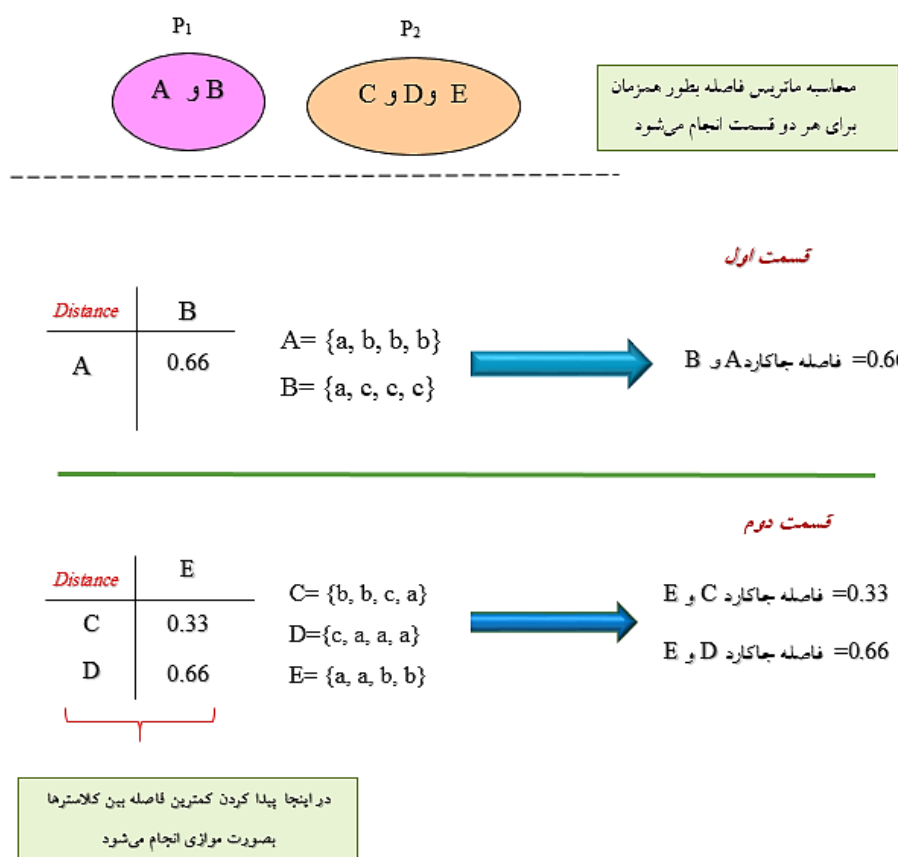 P₁
P₂
A و B
C و D و E
محاسبه ماتریس فاصله بطور همزمان
برای هر دو قسمت انجام می‌شود
قسمت اول
Distance B
A 0.66
A= {a, b, b, b}
B= {a, c, c, c}
0.66= فاصله جاکارد A و B
قسمت دوم
Distance E
C 0.33
D 0.66
C= {b, b, c, a}
D={c, a, a, a}
E= {a, a, b, b}
0.33= فاصله جاکارد C و E
0.66= فاصله جاکارد D و E
در اینجا پیدا کردن کمترین فاصله بین کلاسترها
بصورت موازی انجام می‌شود